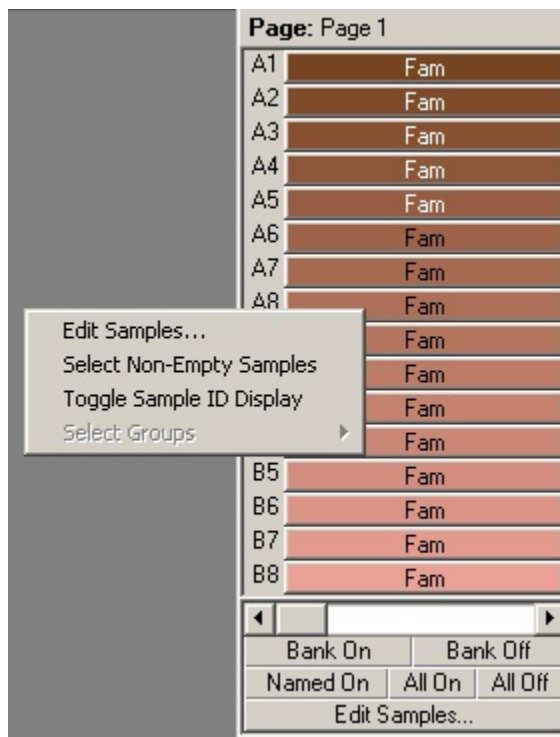 Page: Page 1
A1 Fam
A2 Fam
A3 Fam
A4 Fam
A5 Fam
A6 Fam
A7 Fam
A8 Fam
Fam
Fam
Fam
Fam
B5 Fam
B6 Fam
B7 Fam
B8 Fam
Edit Samples...
Select Non-Empty Samples
Toggle Sample ID Display
Select Groups
Bank On Bank Off
Named On All On All Off
Edit Samples...